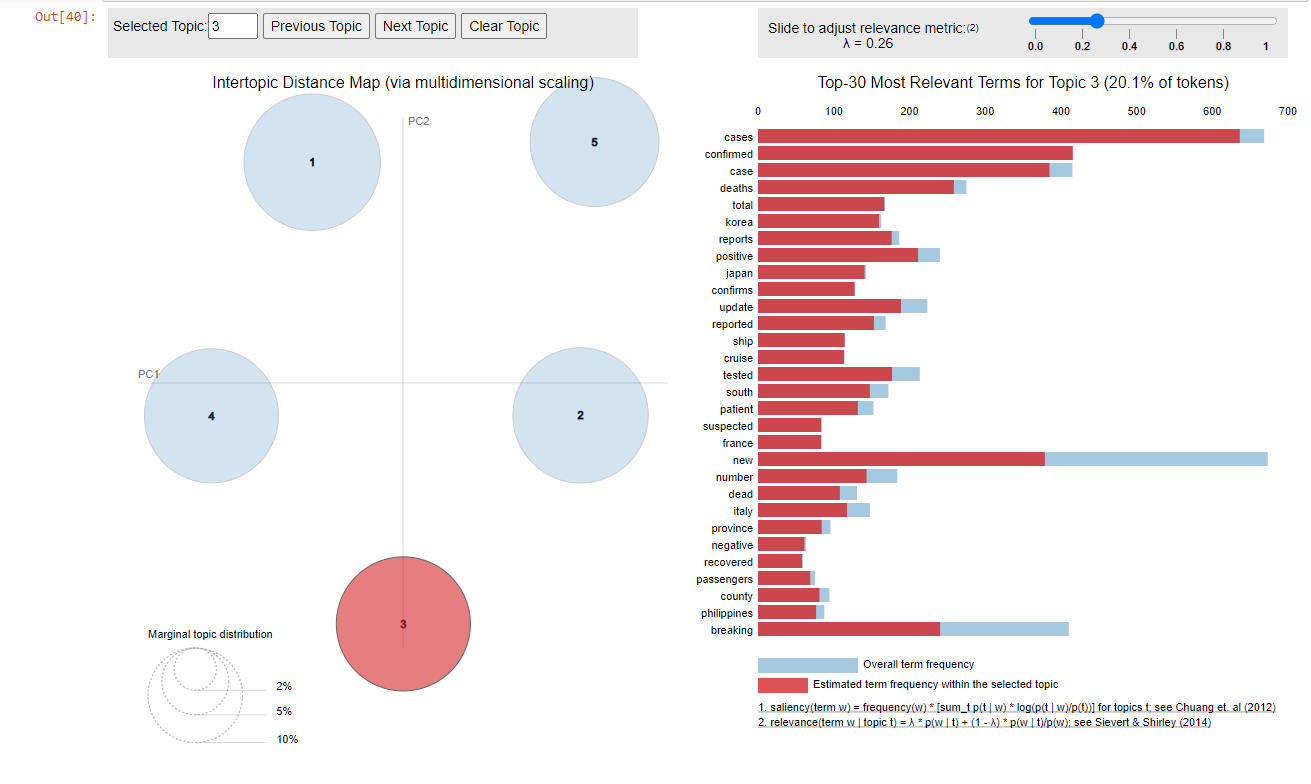 Out[40]:
Selected Topic: 3 Previous Topic Next Topic Clear Topic
Slide to adjust relevance metric:(2)
λ = 0.26
0.0 0.2 0.4 0.6 0.8 1
Intertopic Distance Map (via multidimensional scaling)
PC2
PC1
1
5
4
2
3
Marginal topic distribution
2%
5%
10%
Top-30 Most Relevant Terms for Topic 3 (20.1% of tokens)
0 100 200 300 400 500 600 700
cases
confirmed
case
deaths
total
korea
reports
positive
japan
confirms
update
reported
ship
cruise
tested
south
patient
suspected
france
new
number
dead
italy
province
negative
recovered
passengers
county
philippines
breaking
Overall term frequency
Estimated term frequency within the selected topic
1. saliency(term w) = frequency(w) * [sum_t p(t | w) * log(p(t | w)/p(t))] for topics t; see Chuang et. al (2012)
2. relevance(term w | topic t) = λ * p(w | t) + (1 - λ) * p(w | t)/p(w); see Sievert & Shirley (2014)